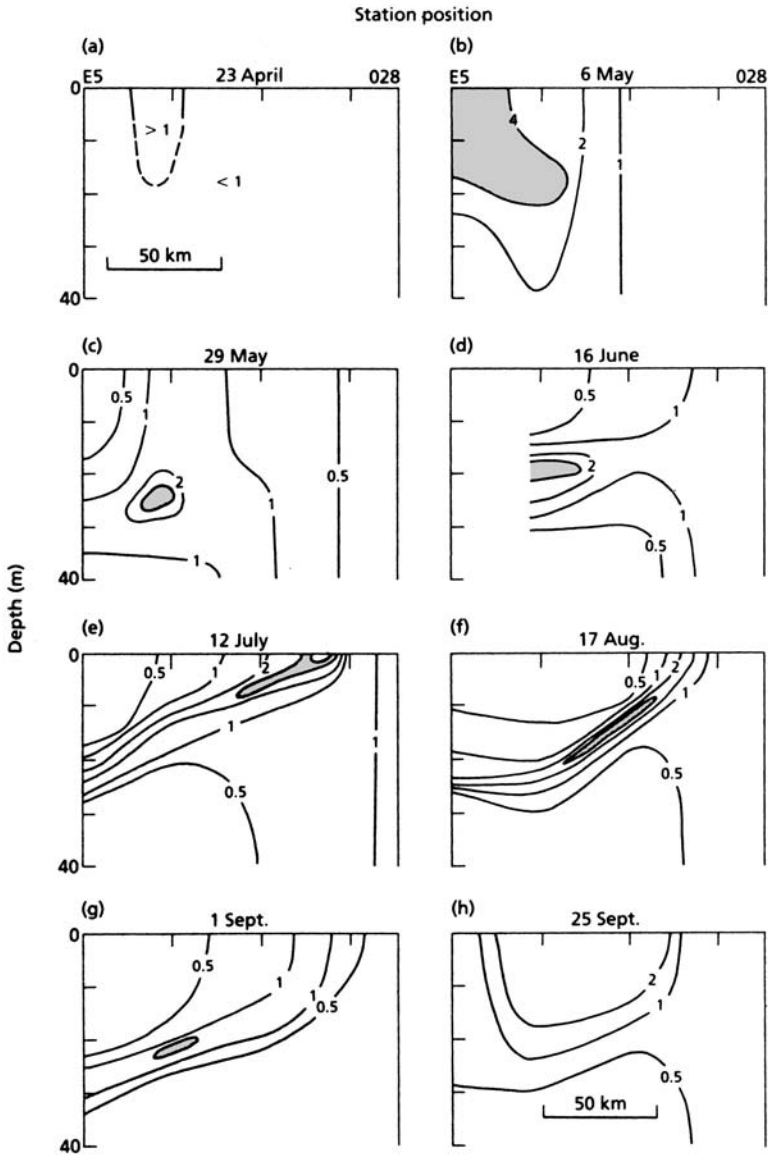 Station position
(a)
(b)
E5 23 April 028
E5 6 May 028
0
> 1
< 1
50 km
40
4
2
1
(c)
(d)
29 May
16 June
0
0.5
1
2
1
0.5
1
40
0.5
1
2
1
0.5
Depth (m)
(e)
(f)
12 July
17 Aug.
0
0.5
1
2
1
1
0.5
40
0.5
1
2
1
0.5
(g)
(h)
1 Sept.
25 Sept.
0
0.5
1
1
0.5
40
2
1
0.5
50 km